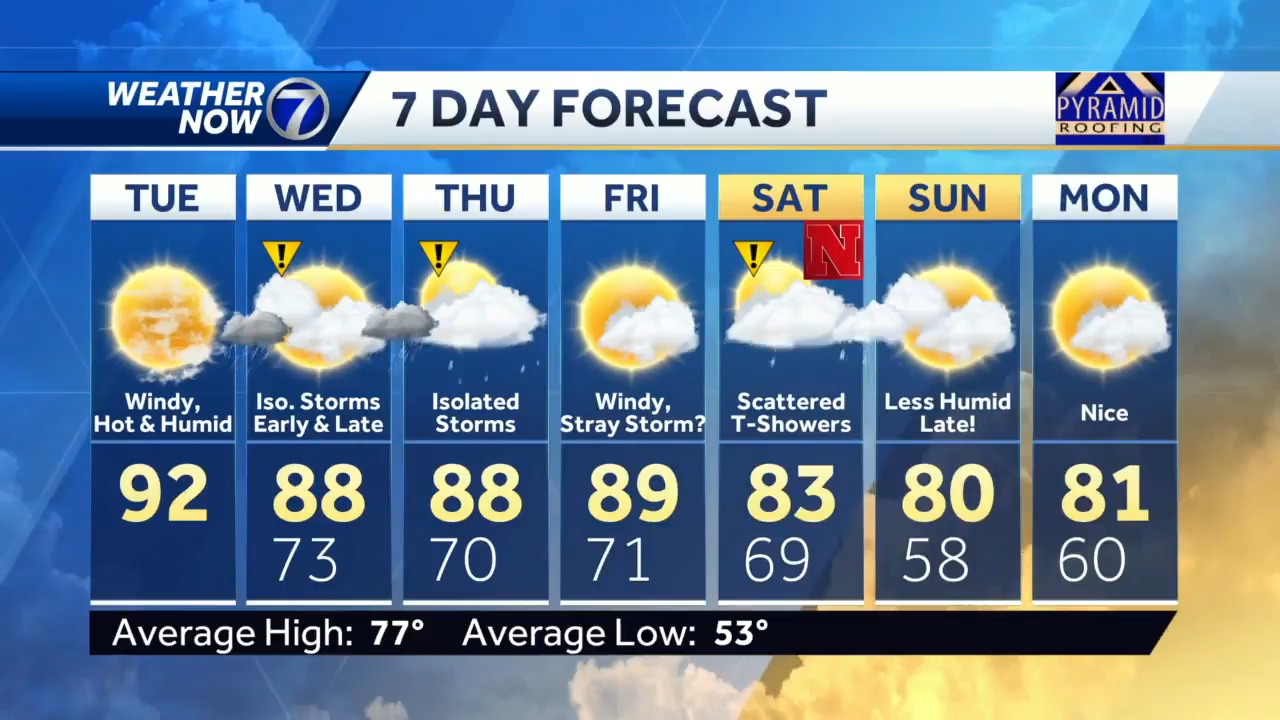 WEATHER
NOW 7
7 DAY FORECAST
PYRAMID
ROOFING
TUE WED THU FRI SAT SUN MON
! ! ! N
Windy, Hot & Humid
Iso. Storms Early & Late
Isolated Storms
Windy, Stray Storm?
Scattered T-Showers
Less Humid Late!
Nice
92 88 88 89 83 80 81
73 70 71 69 58 60
Average High: 77° Average Low: 53°